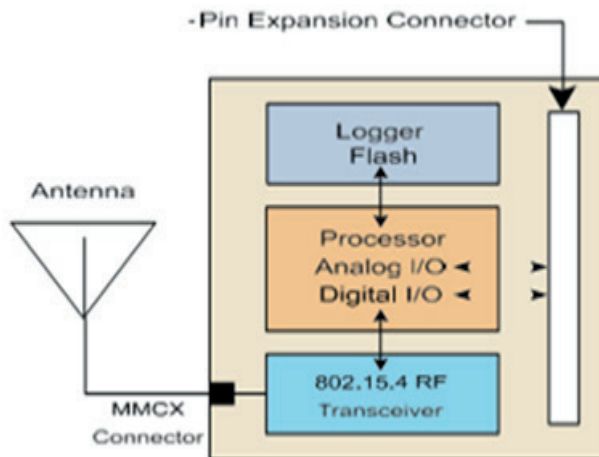 -Pin Expansion Connector
Logger
Flash
Antenna
Processor
Analog I/O
Digital I/O
802.15.4 RF
Transceiver
MMCX
Connector